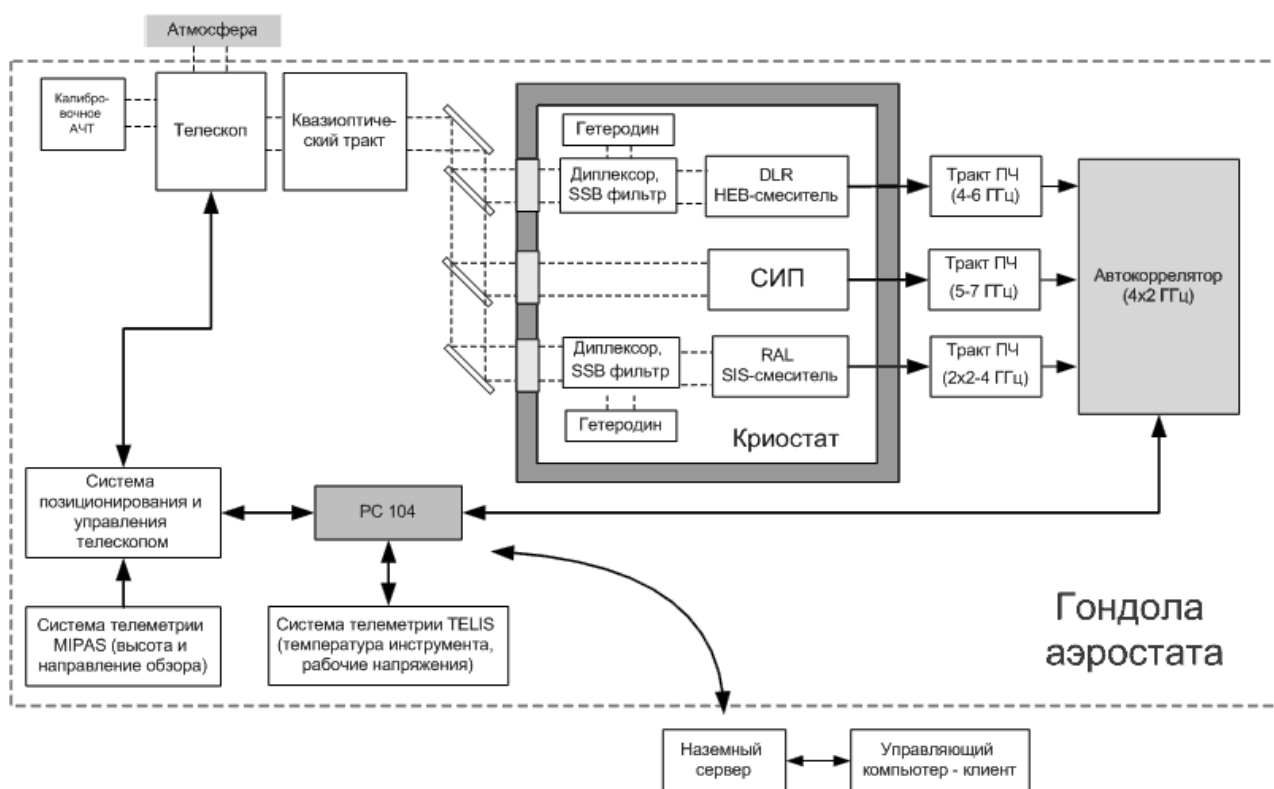 Атмосфера
Калибро-
вочное
АЧТ
Телескоп
Квазиоптиче-
ский тракт
Гетеродин
Диплексор,
SSB фильтр
DLR
HEB-смеситель
Тракт ПЧ
(4-6 ГГц)
СИП
Тракт ПЧ
(5-7 ГГц)
Автокоррелятор
(4x2 ГГц)
Диплексор,
SSB фильтр
RAL
SIS-смеситель
Тракт ПЧ
(2x2-4 ГГц)
Гетеродин
Криостат
Система
позиционирования и
управления
телескопом
PC 104
Система телеметрии
MIPAS (высота и
направление обзора)
Система телеметрии TELIS
(температура инструмента,
рабочие напряжения)
Гондола
аэростата
Наземный
сервер
Управляющий
компьютер - клиент